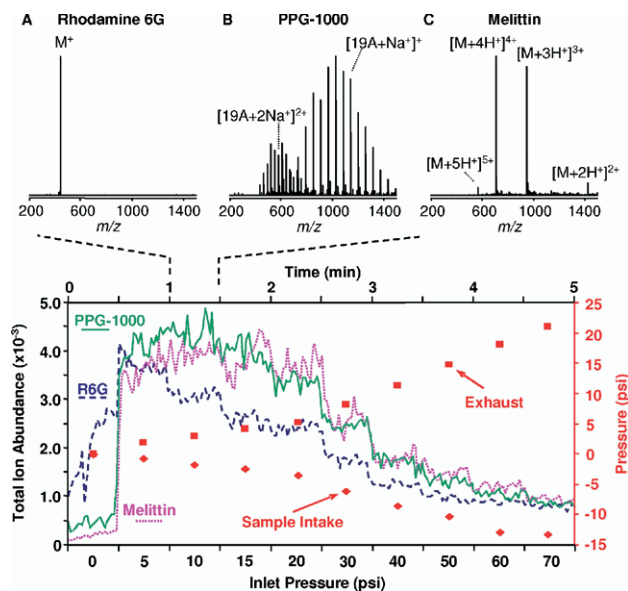 A Rhodamine 6G
M⁺
200 600 1000 1400
m/z
B PPG-1000
[19A+Na⁺]⁺
[19A+2Na⁺]²⁺
200 600 1000 1400
m/z
C Melittin
[M+4H⁺]⁴⁺
[M+3H⁺]³⁺
[M+5H⁺]⁵⁺
[M+2H⁺]²⁺
200 600 1000 1400
m/z
Time (min)
0 1 2 3 4 5
Total Ion Abundance (x10⁻³)
5.0
4.0
3.0
2.0
1.0
0
PPG-1000
R6G
Melittin
Exhaust
Sample Intake
25
20
15
10
5
0
-5
-10
-15
Pressure (psi)
0 5 10 15 20 30 40 50 60 70
Inlet Pressure (psi)